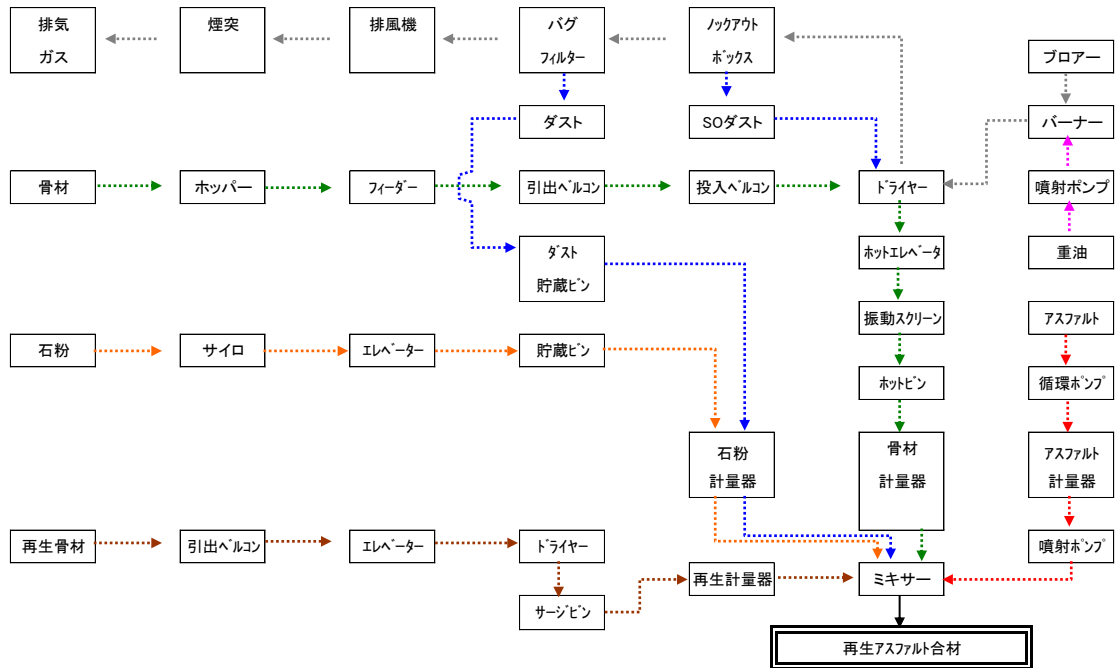 排気
ガス
煙突
排風機
バグ
ﾌｨﾙﾀｰ
ﾉｯｸｱｳﾄ
ﾎﾞｯｸｽ
ブロアー
ダスト
SOダスト
バーナー
骨材
ホッパー
ﾌｨｰﾀﾞｰ
引出ﾍﾞﾙｺﾝ
投入ﾍﾞﾙｺﾝ
ﾄﾞﾗｲﾔｰ
噴射ポンプ
ﾀﾞｽﾄ
貯蔵ﾋﾞﾝ
ﾎｯﾄｴﾚﾍﾞｰﾀ
重油
振動ｽｸﾘｰﾝ
ｱｽﾌｧﾙﾄ
石粉
サイロ
ｴﾚﾍﾞｰﾀｰ
貯蔵ﾋﾞﾝ
ﾎｯﾄﾋﾞﾝ
循環ﾎﾟﾝﾌﾟ
石粉
計量器
骨材
計量器
ｱｽﾌｧﾙﾄ
計量器
再生骨材
引出ﾍﾞﾙｺﾝ
ｴﾚﾍﾞｰﾀｰ
ﾄﾞﾗｲﾔｰ
噴射ﾎﾟﾝﾌﾟ
再生計量器
ミキサー
ｻｰｼﾞﾋﾞﾝ
再生ｱｽﾌｧﾙﾄ合材